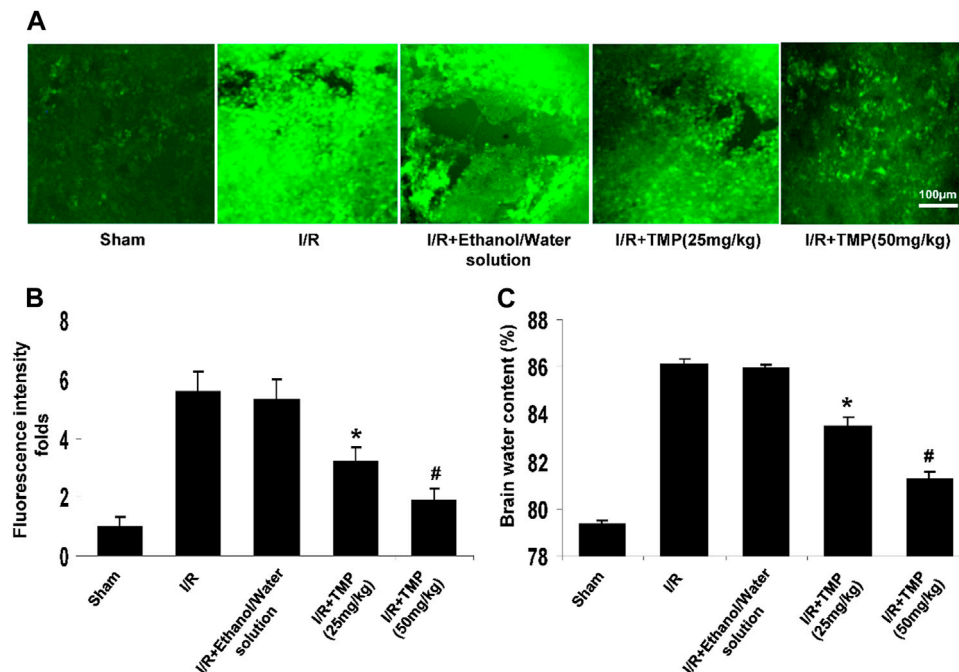 A
Sham
I/R
I/R+Ethanol/Water
solution
I/R+TMP(25mg/kg)
I/R+TMP(50mg/kg)
100μm
B
Fluorescence intensity
folds
8
6
4
2
0
Sham
I/R
I/R+Ethanol/Water
solution
I/R+TMP
(25mg/kg)
I/R+TMP
(50mg/kg)
*
#
C
Brain water content (%)
88
86
84
82
80
78
Sham
I/R
I/R+Ethanol/Water
solution
I/R+TMP
(25mg/kg)
I/R+TMP
(50mg/kg)
*
#